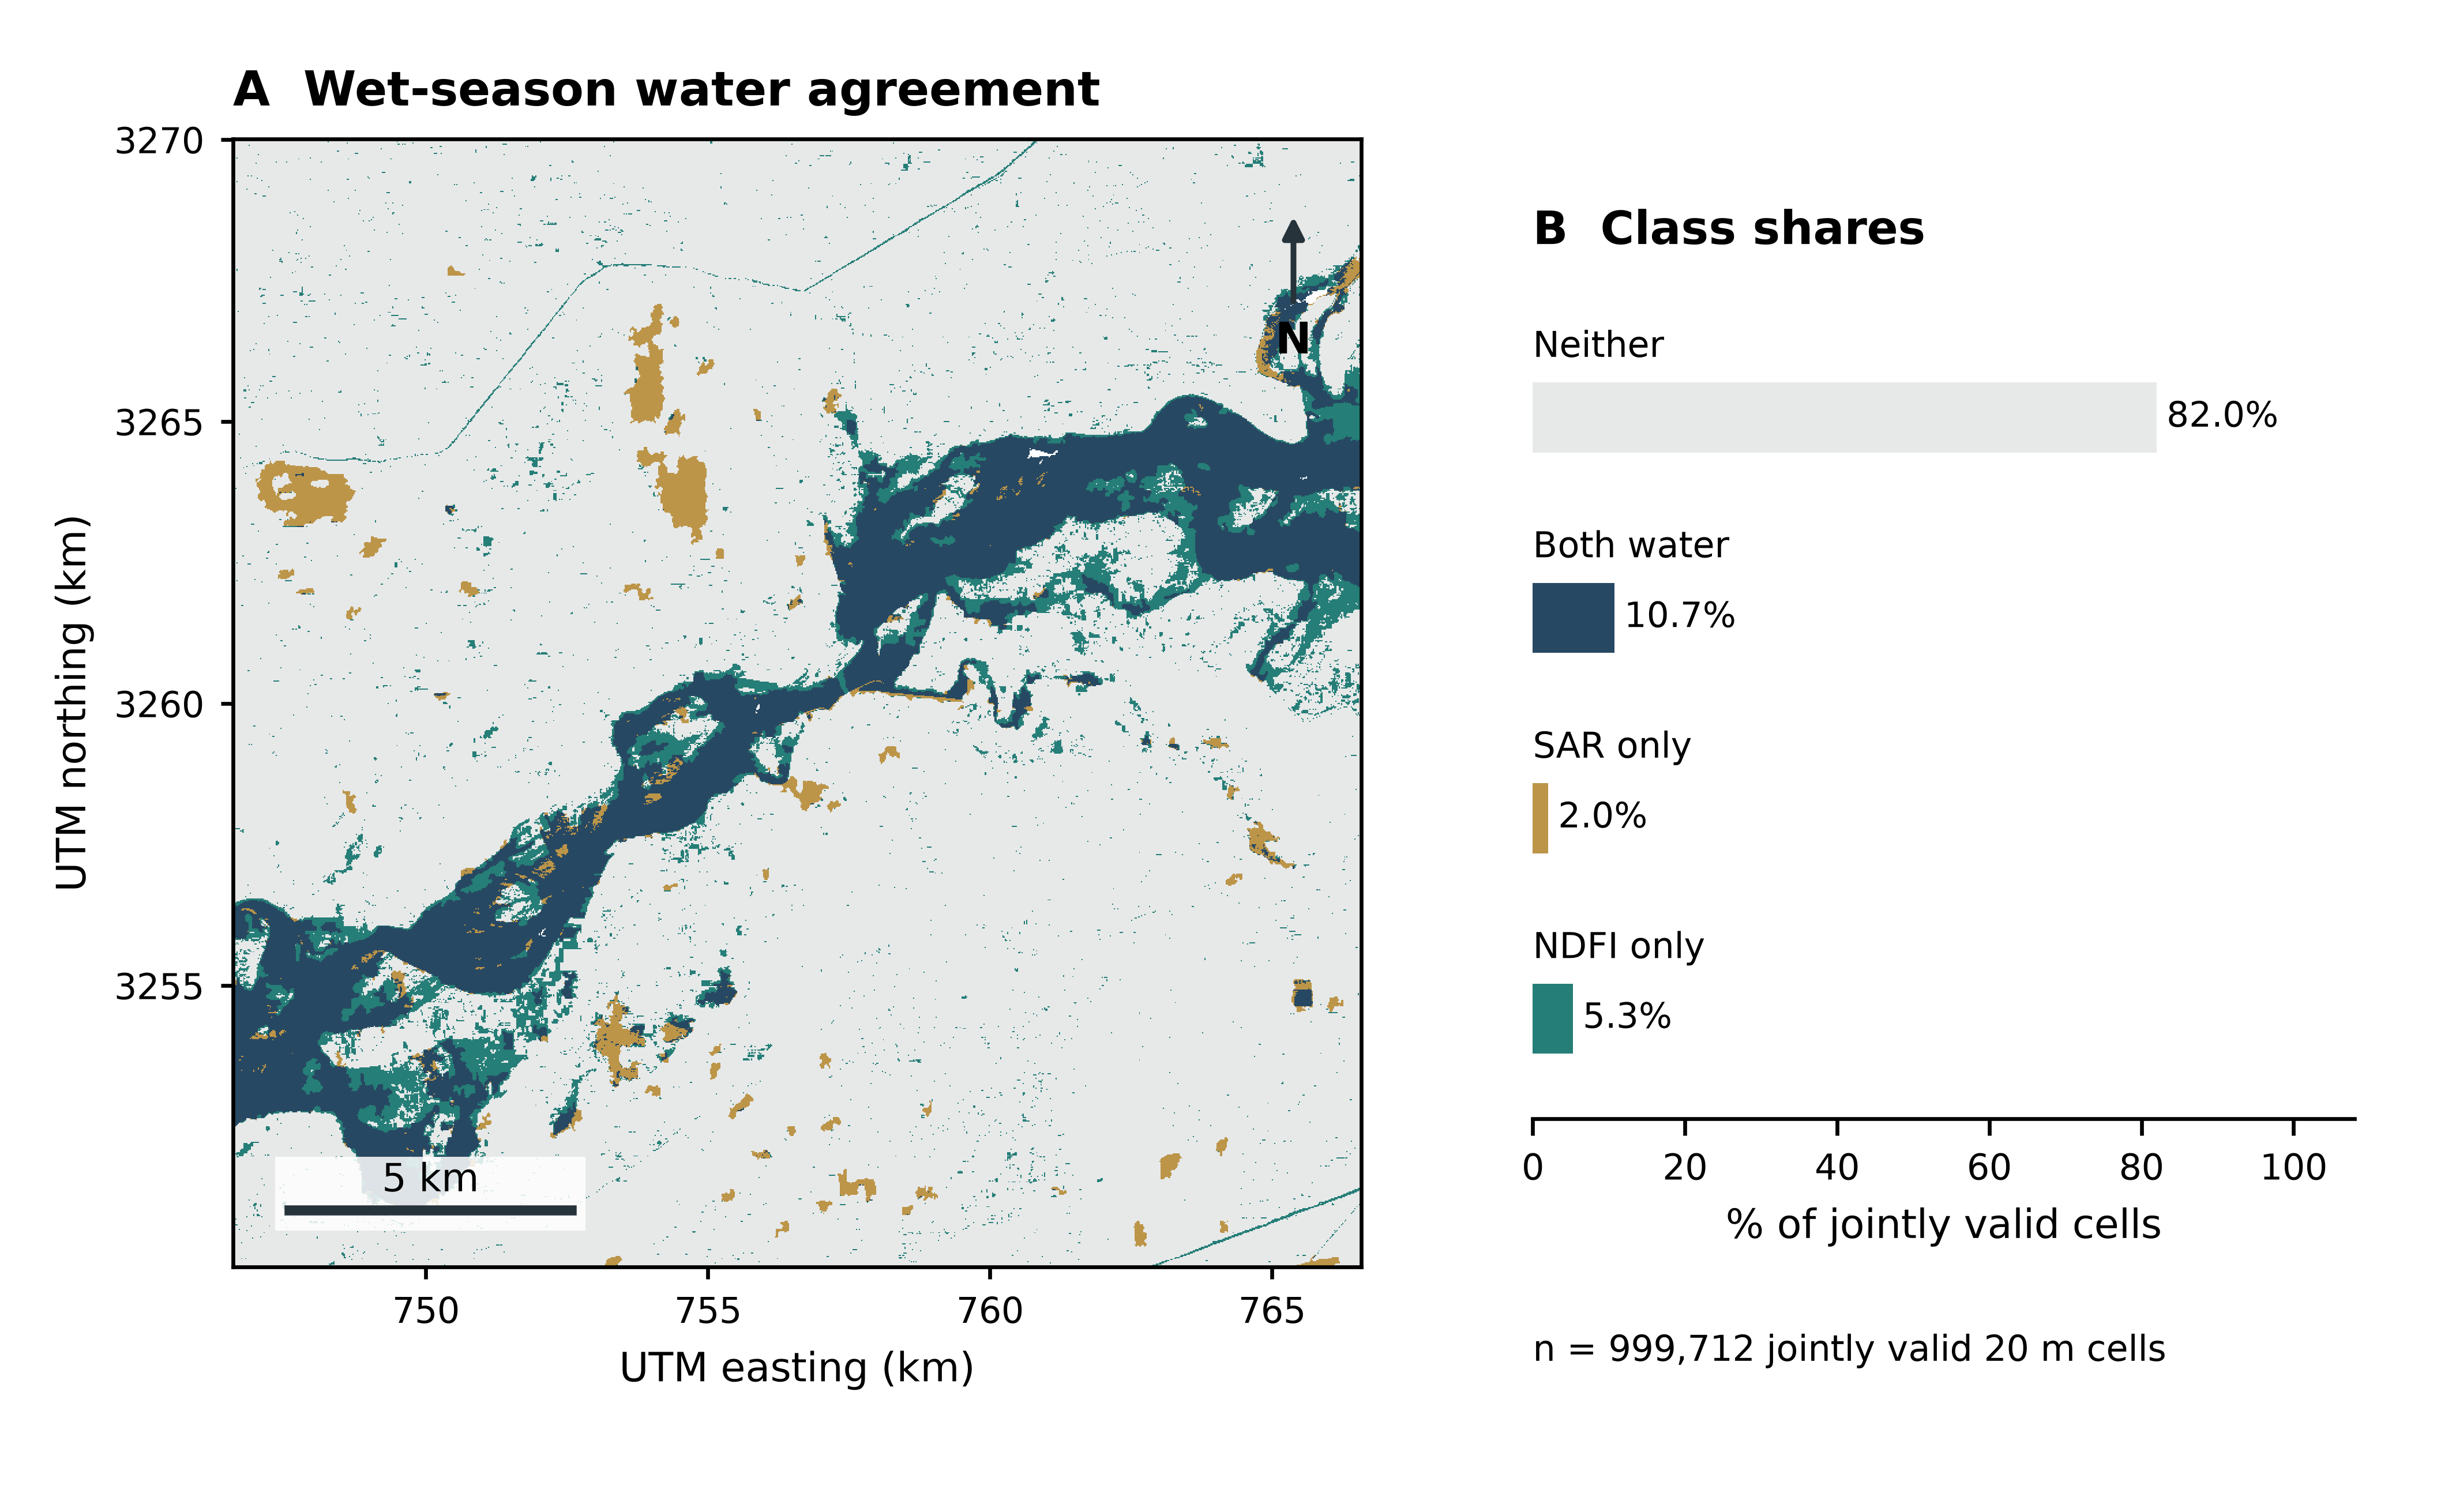 A  Wet-season water agreement
3270
3265
3260
3255
UTM northing (km)
N
5 km
750
755
760
765
UTM easting (km)
B  Class shares
Neither
82.0%
Both water
10.7%
SAR only
2.0%
NDFI only
5.3%
0
20
40
60
80
100
% of jointly valid cells
n = 999,712 jointly valid 20 m cells